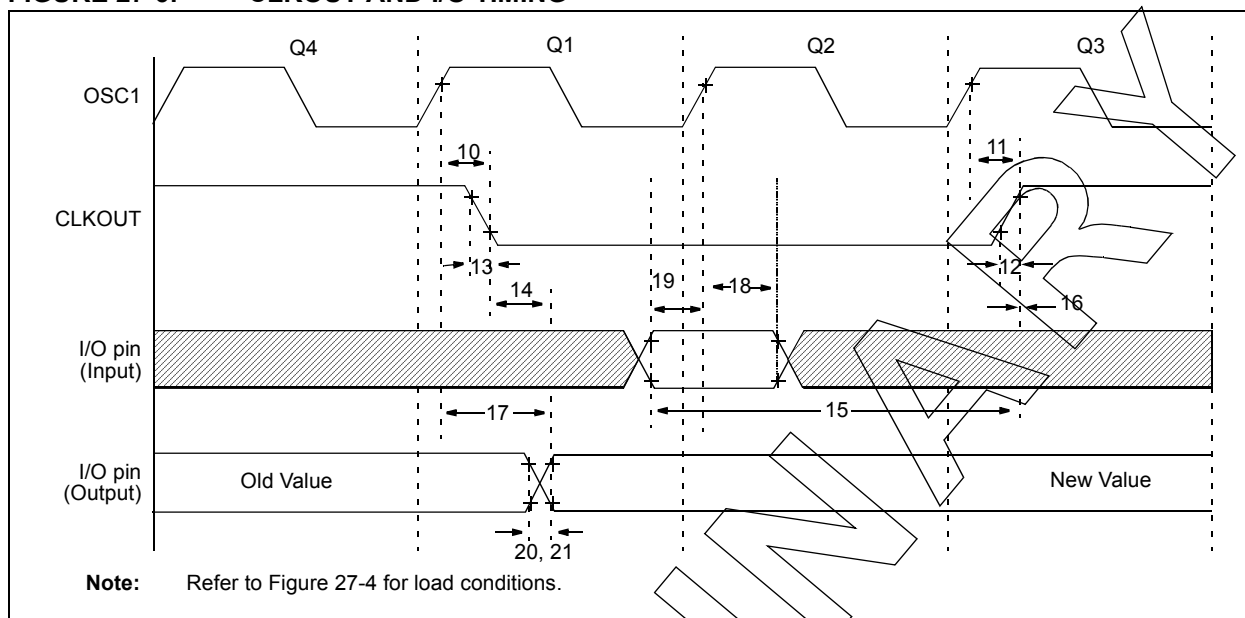 FIGURE 27-6: CLKOUT AND I/O TIMING
Q4 Q1 Q2 Q3
OSC1
10 11
CLKOUT
13 12
14 19 18 16
I/O pin
(Input)
17 15
I/O pin
(Output)
Old Value New Value
20, 21
Note: Refer to Figure 27-4 for load conditions.
INARY